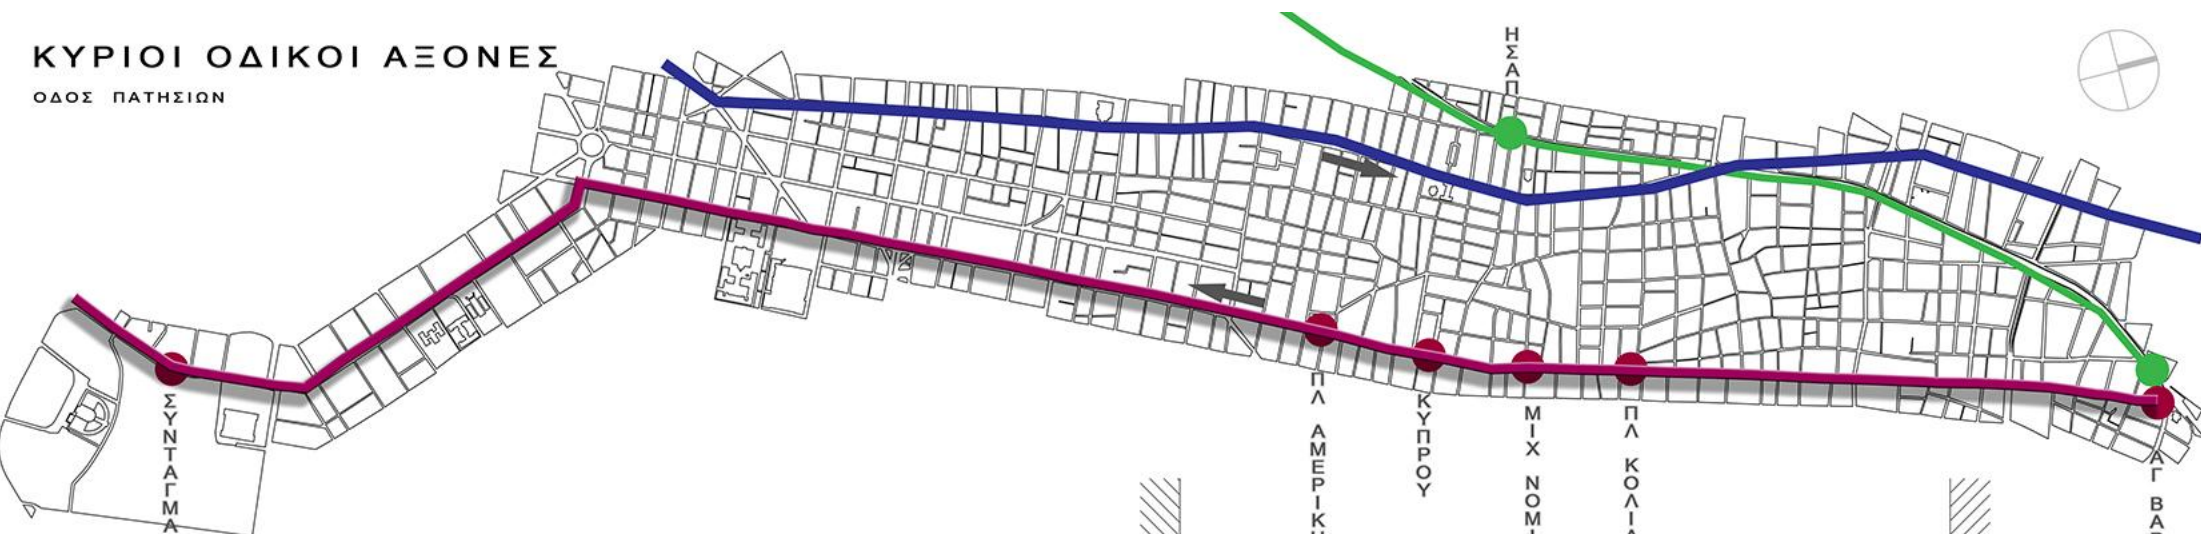 ΚΥΡΙΟΙ ΟΔΙΚΟΙ ΑΞΟΝΕΣ
ΟΔΟΣ ΠΑΤΗΣΙΩΝ
ΗΣΑΠ
ΣΥΝΤΑΓΜΑ
ΠΛ ΑΜΕΡΙΚ
ΚΥΠΡΟΥ
ΜΙΧ ΝΟΜ
ΠΛ ΚΟΛΙΑ
ΑΓ ΒΑ